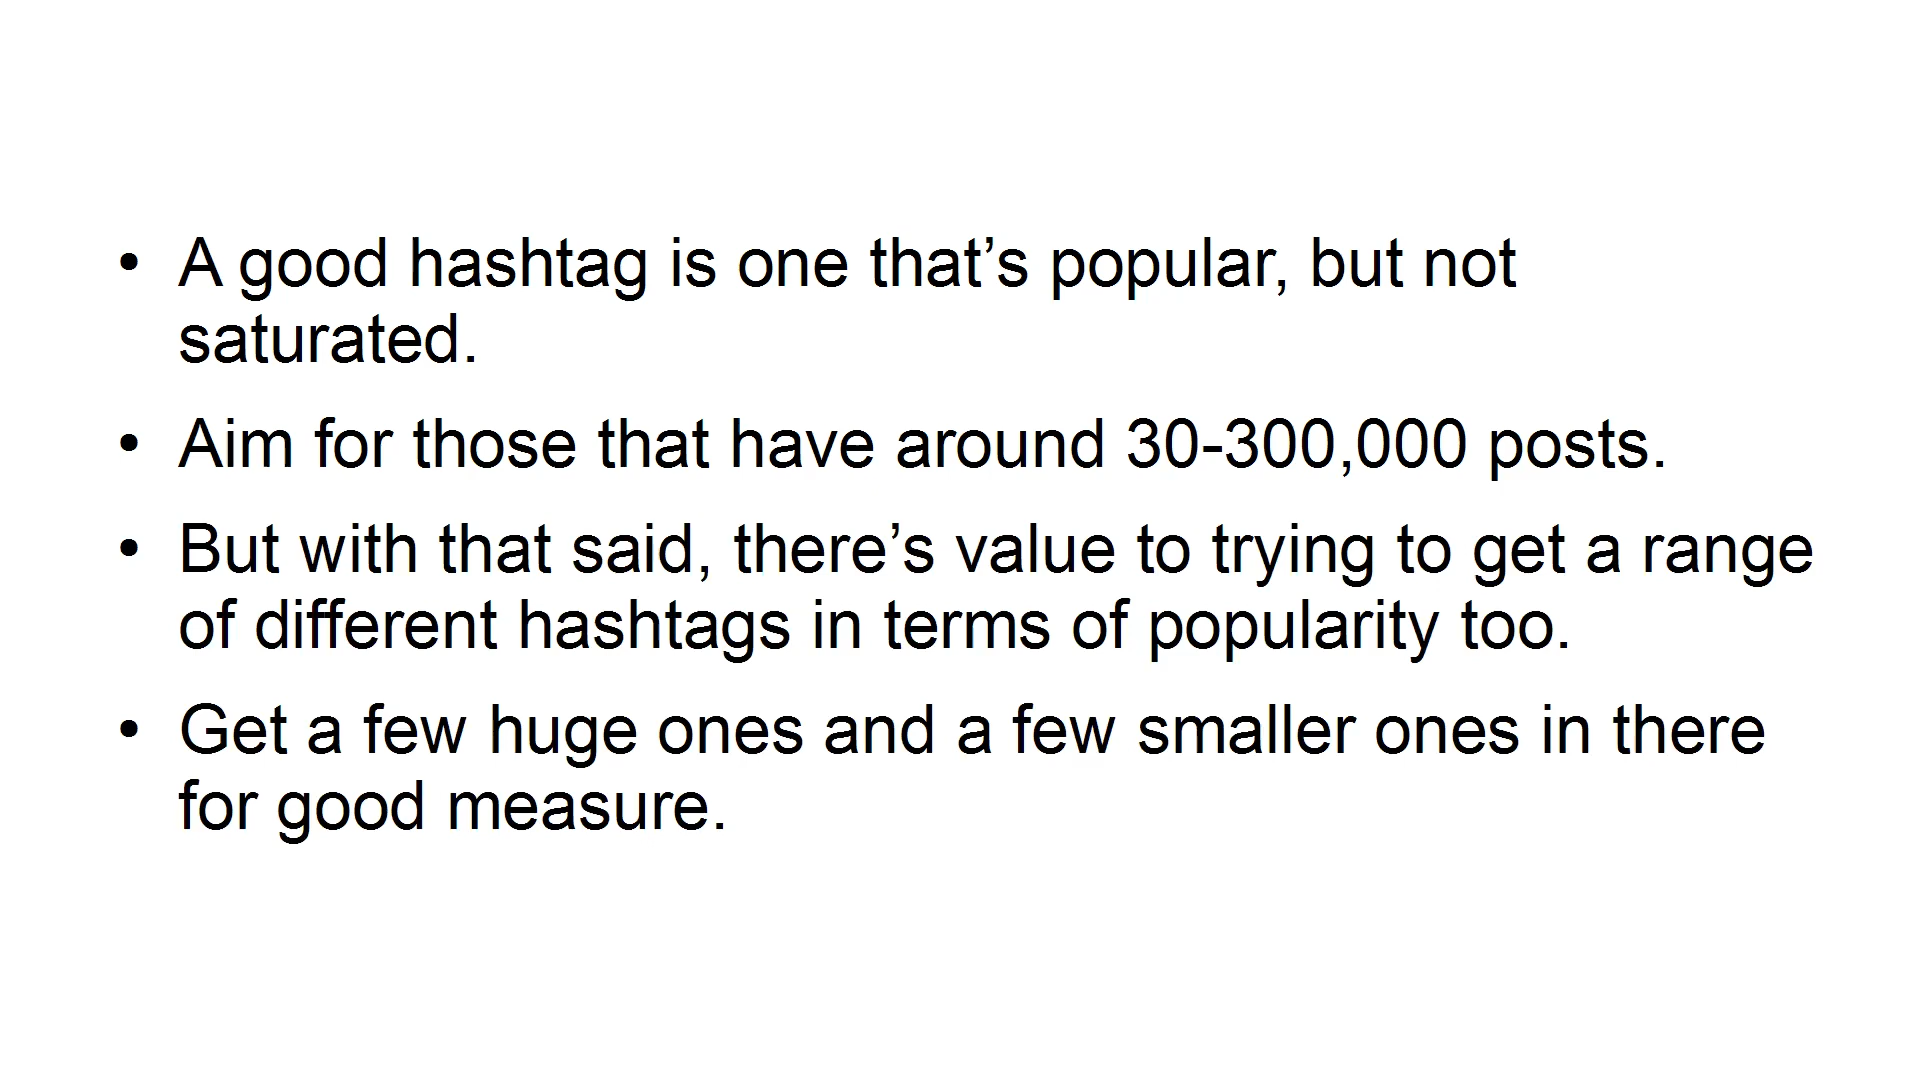 • A good hashtag is one that’s popular, but not
saturated.
• Aim for those that have around 30-300,000 posts.
• But with that said, there’s value to trying to get a range
of different hashtags in terms of popularity too.
• Get a few huge ones and a few smaller ones in there
for good measure.